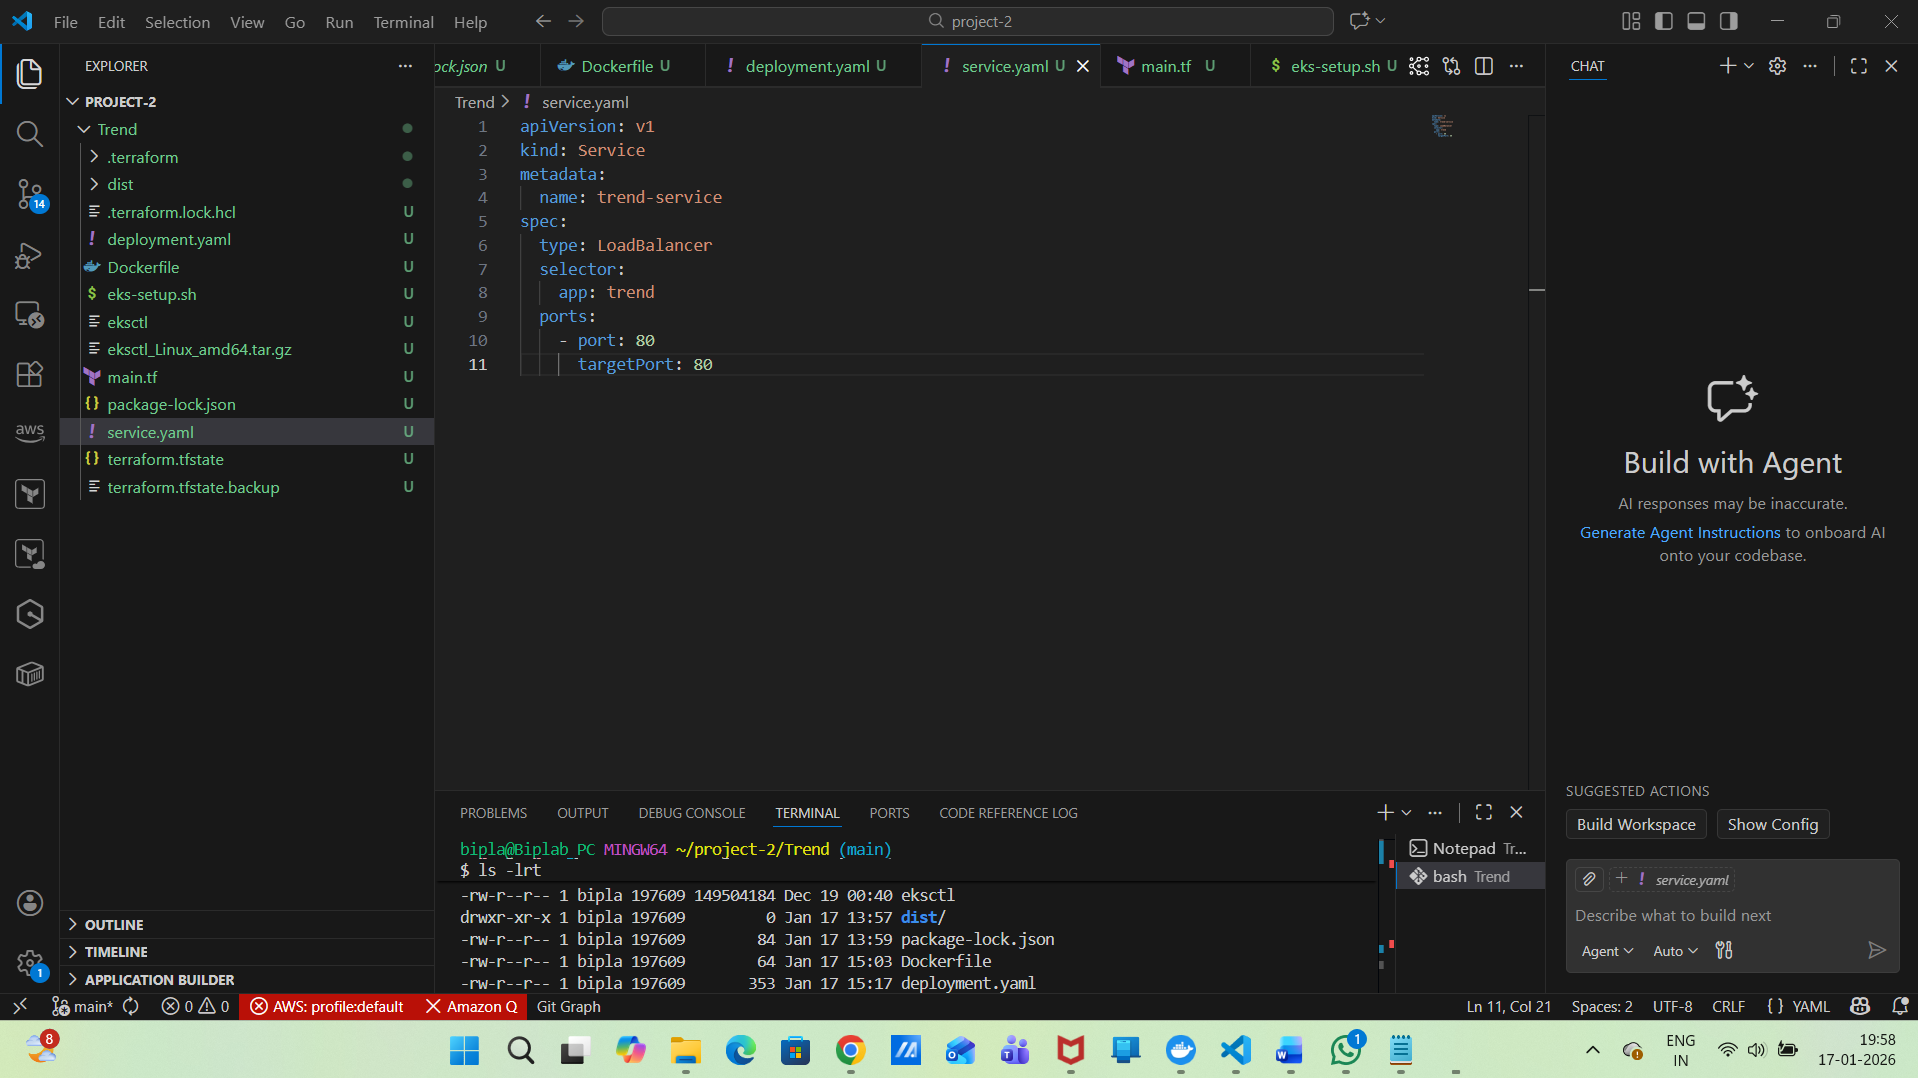 File Edit Selection View Go Run Terminal Help
project-2
EXPLORER
PROJECT-2
Trend
.terraform
dist
.terraform.lock.hcl U
deployment.yaml U
Dockerfile U
eks-setup.sh U
eksctl U
eksctl_Linux_amd64.tar.gz U
main.tf U
package-lock.json U
service.yaml U
terraform.tfstate U
terraform.tfstate.backup U
OUTLINE
TIMELINE
APPLICATION BUILDER
14
aws
1
ock.json U Dockerfile U deployment.yaml U service.yaml U main.tf U eks-setup.sh U
Trend > service.yaml
1 apiVersion: v1
2 kind: Service
3 metadata:
4 name: trend-service
5 spec:
6 type: LoadBalancer
7 selector:
8 app: trend
9 ports:
10 - port: 80
11 targetPort: 80
PROBLEMS OUTPUT DEBUG CONSOLE TERMINAL PORTS CODE REFERENCE LOG
bipla@Biplab_PC MINGW64 ~/project-2/Trend (main)
$ ls -lrt
-rw-r--r-- 1 bipla 197609 149504184 Dec 19 00:40 eksctl
drwxr-xr-x 1 bipla 197609 0 Jan 17 13:57 dist/
-rw-r--r-- 1 bipla 197609 84 Jan 17 13:59 package-lock.json
-rw-r--r-- 1 bipla 197609 64 Jan 17 15:03 Dockerfile
-rw-r--r-- 1 bipla 197609 353 Jan 17 15:17 deployment.yaml
Notepad Tr...
bash Trend
CHAT
Build with Agent
AI responses may be inaccurate.
Generate Agent Instructions to onboard AI
onto your codebase.
SUGGESTED ACTIONS
Build Workspace Show Config
service.yaml
Describe what to build next
Agent Auto
main* 0 0 AWS: profile:default Amazon Q Git Graph
Ln 11, Col 21 Spaces: 2 UTF-8 CRLF { } YAML
8
1
ENG
IN
19:58
17-01-2026